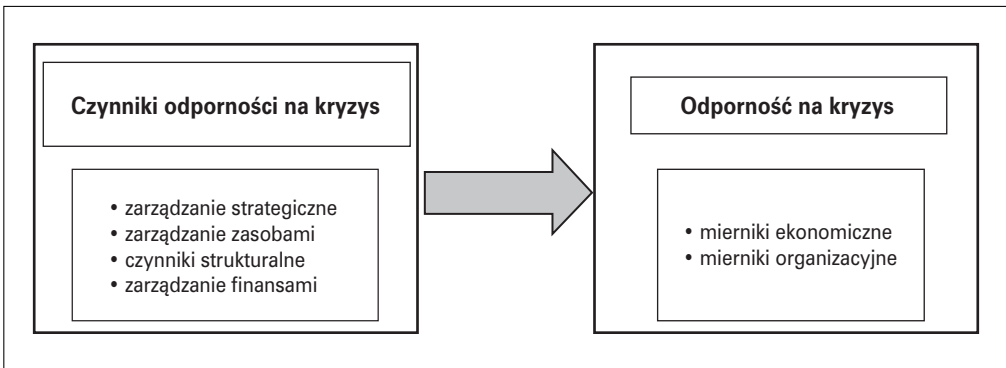 Czynniki odporności na kryzys
• zarządzanie strategiczne
• zarządzanie zasobami
• czynniki strukturalne
• zarządzanie finansami
Odporność na kryzys
• mierniki ekonomiczne
• mierniki organizacyjne